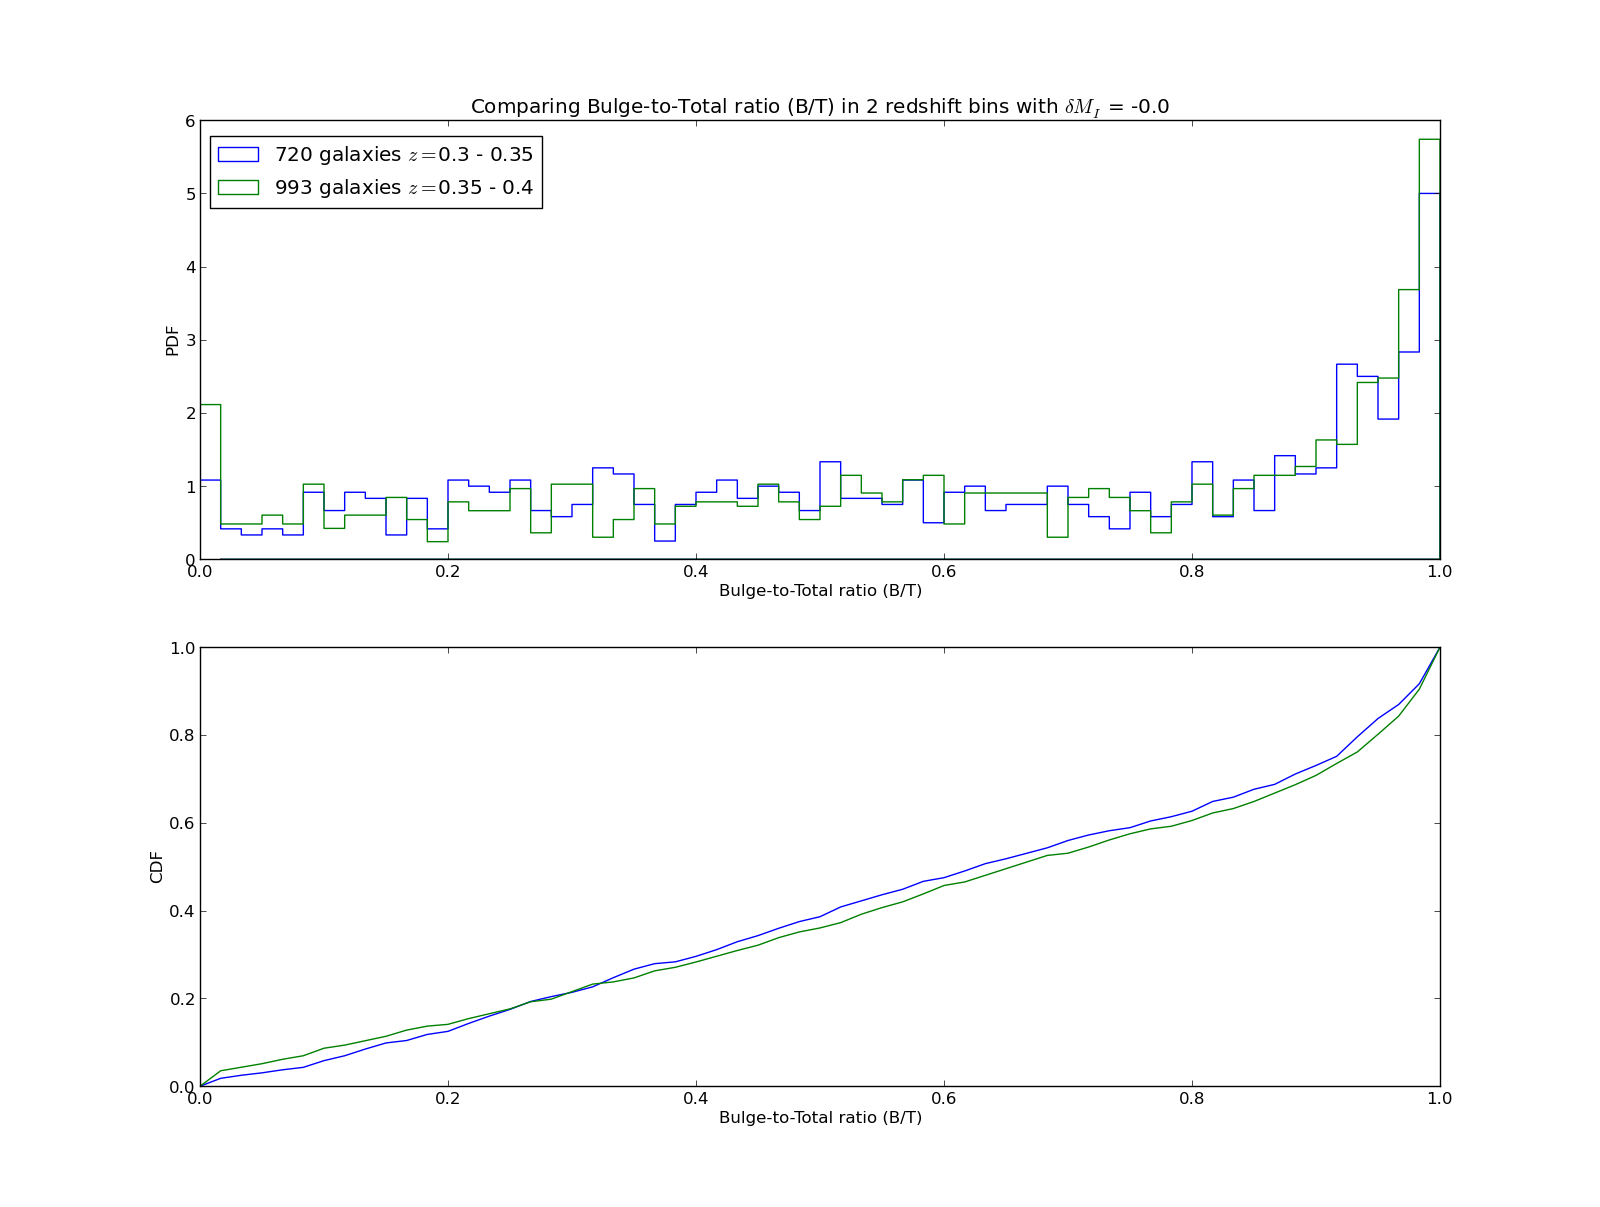 Comparing Bulge-to-Total ratio (B/T) in 2 redshift bins with δM_I = -0.0
6
720 galaxies z=0.3 - 0.35
993 galaxies z=0.35 - 0.4
5
4
PDF
3
2
1
0
0.0 0.2 0.4 0.6 0.8 1.0
Bulge-to-Total ratio (B/T)
1.0
0.8
0.6
CDF
0.4
0.2
0.0
0.0 0.2 0.4 0.6 0.8 1.0
Bulge-to-Total ratio (B/T)